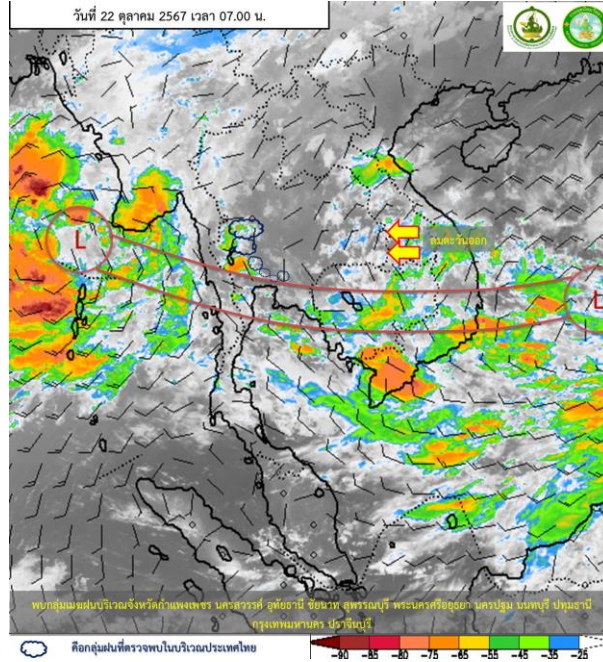 วันที่ 22 ตุลาคม 2567 เวลา 07.00 น.
L
ลมตะวันออก
L
พบกลุ่มเมฆฝนบริเวณจังหวัดกำแพงเพชร นครสวรรค์ อุทัยธานี ชัยนาท สุพรรณบุรี พระนครศรีอยุธยา นครปฐม นนทบุรี ปทุมธานี
กรุงเทพมหานคร ปราจีนบุรี
คือกลุ่มฝนที่ตรวจพบในบริเวณประเทศไทย
-90 -85 -80 -75 -65 -55 -45 -35 -25